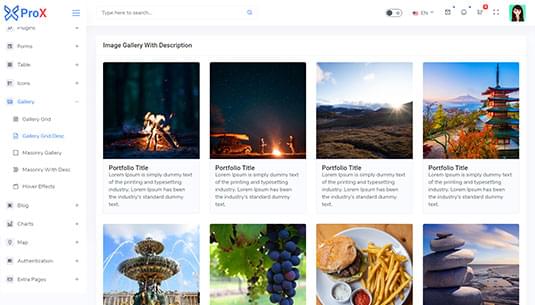 ProX
Type here to search...
EN
Plugins
Forms
Table
Icons
Gallery
Gallery Grid
Gallery Grid Desc
Masonry Gallery
Masonry With Desc
Hover Effects
Blog
Charts
Map
Authentication
Extra Pages
Image Gallery With Description
Portfolio Title
Lorem Ipsum is simply dummy text
of the printing and typesetting
industry. Lorem Ipsum has been
the industry's standard dummy
text.
Portfolio Title
Lorem Ipsum is simply dummy text
of the printing and typesetting
industry. Lorem Ipsum has been
the industry's standard dummy
text.
Portfolio Title
Lorem Ipsum is simply dummy text
of the printing and typesetting
industry. Lorem Ipsum has been
the industry's standard dummy
text.
Portfolio Title
Lorem Ipsum is simply dummy text
of the printing and typesetting
industry. Lorem Ipsum has been
the industry's standard dummy
text.